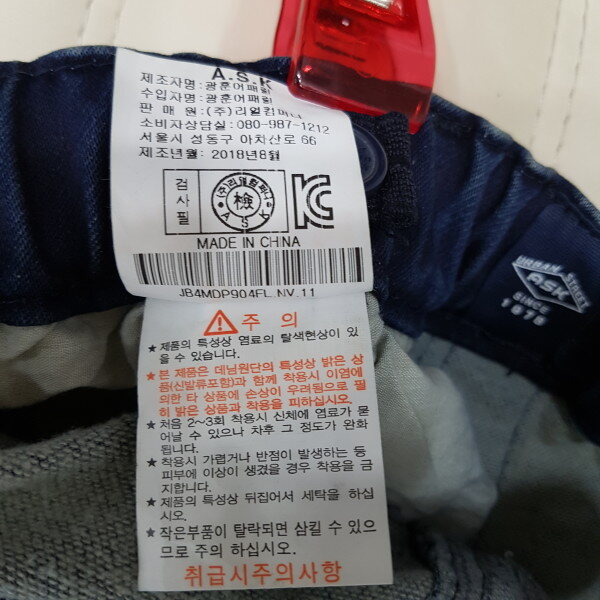 A.S.K
제조자명: 광훈어패럴
수입자명: 광훈어패럴
판 매 원: (주)리얼컴퍼니
소비자상담실: 080-987-1212
서울시 성동구 아차산로 66
제조년월: 2018년 8월
검
사
필
(주)리얼컴퍼니
檢
A S K
MADE IN CHINA
JB4MDP904FL.NV.11
주 의
★제품의 특성상 염료의 탈색현상이 있
을 수 있습니다.
★본 제품은 데님원단의 특성상 밝은 상
품(신발류포함)과 함께 착용시 이염에
의한 타 상품에 손상이 우려됨으로 필
히 밝은 상품과 착용을 피하십시오.
★처음 2~3회 착용시 신체에 염료가 묻
어날 수 있으나 차후 그 정도가 완화
됩니다.
★착용시 가렵거나 반점이 발생하는 등
피부에 이상이 생겼을 경우 착용을 금
지합니다.
★제품의 특성상 뒤집어서 세탁을 하십
시오.
★작은부품이 탈락되면 삼킬 수 있으
므로 주의 하십시오.
취급시주의사항
URBAN STREET
ASK
SINCE
1978